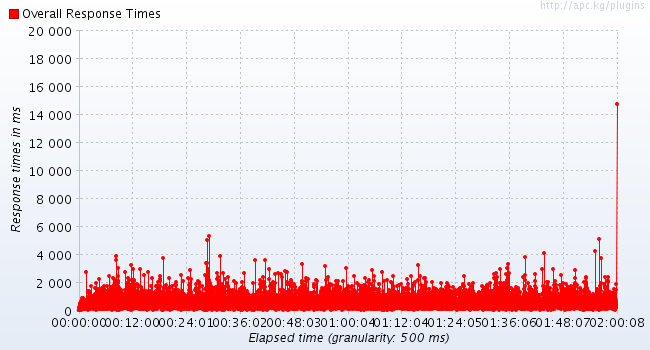 http://apc.kg/plugins
Overall Response Times
20 000
18 000
16 000
14 000
12 000
10 000
8 000
6 000
4 000
2 000
0
Response times in ms
00:00:00 00:12:00 00:24:01 00:36:02 00:48:03 01:00:04 01:12:04 01:24:05 01:36:06 01:48:07 02:00:08
Elapsed time (granularity: 500 ms)